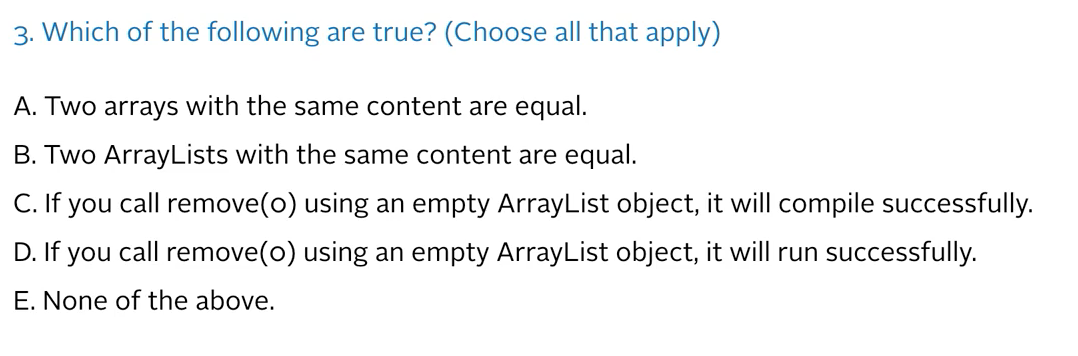 3. Which of the following are true? (Choose all that apply)
A. Two arrays with the same content are equal.
B. Two ArrayLists with the same content are equal.
C. If you call remove(0) using an empty ArrayList object, it will compile successfully.
D. If you call remove(0) using an empty ArrayList object, it will run successfully.
E. None of the above.